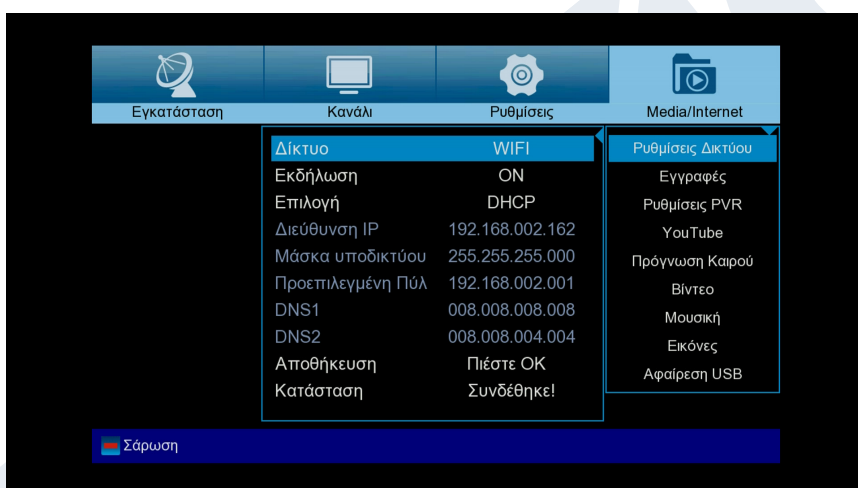 Εγκατάσταση Κανάλι Ρυθμίσεις Media/Internet
Δίκτυο WIFI
Εκδήλωση ON
Επιλογή DHCP
Διεύθυνση IP 192.168.002.162
Μάσκα υποδικτύου 255.255.255.000
Προεπιλεγμένη Πύλ 192.168.002.001
DNS1 008.008.008.008
DNS2 008.008.004.004
Αποθήκευση Πιέστε OK
Κατάσταση Συνδέθηκε!
Ρυθμίσεις Δικτύου
Εγγραφές
Ρυθμίσεις PVR
YouTube
Πρόγνωση Καιρού
Βίντεο
Μουσική
Εικόνες
Αφαίρεση USB
Σάρωση